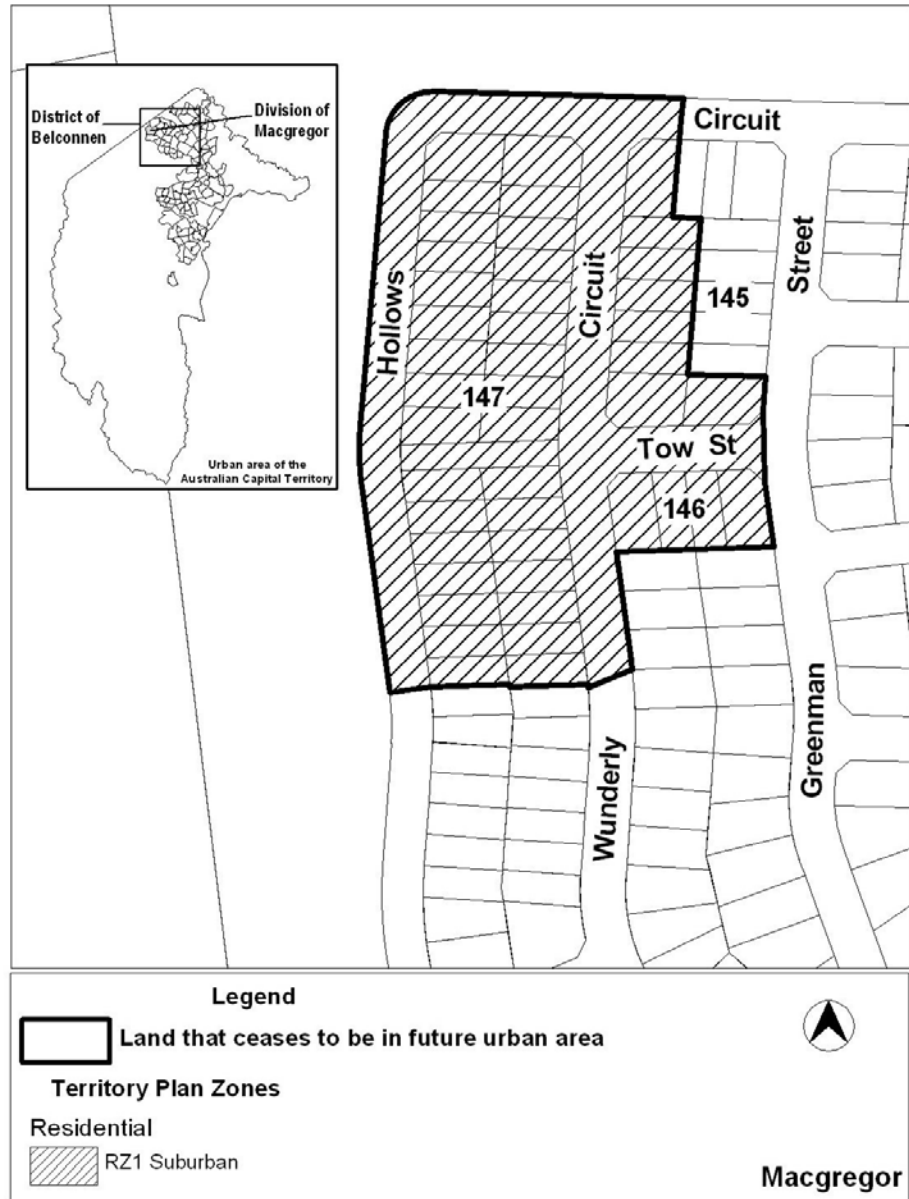 District of
Belconnen
Division of
Macgregor
Urban area of the
Australian Capital Territory
Circuit
Hollows
Circuit
Street
145
147
Tow St
146
Greenman
Wunderly
Legend
Land that ceases to be in future urban area
Territory Plan Zones
Residential
RZ1 Suburban
Macgregor